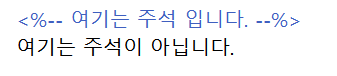 <%-- 여기는 주석 입니다. --%>
여기는 주석이 아닙니다.